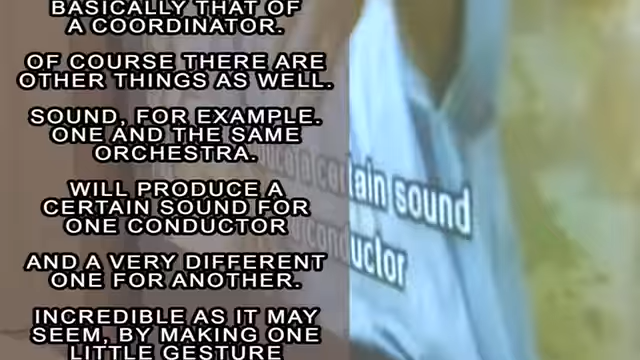 BASICALLY THAT OF
A COORDINATOR.
OF COURSE THERE ARE
OTHER THINGS AS WELL.
SOUND, FOR EXAMPLE.
ONE AND THE SAME
ORCHESTRA.
WILL PRODUCE A
CERTAIN SOUND FOR
ONE CONDUCTOR
AND A VERY DIFFERENT
ONE FOR ANOTHER.
INCREDIBLE AS IT MAY
SEEM, BY MAKING ONE
LITTLE GESTURE
certain sound
conductor